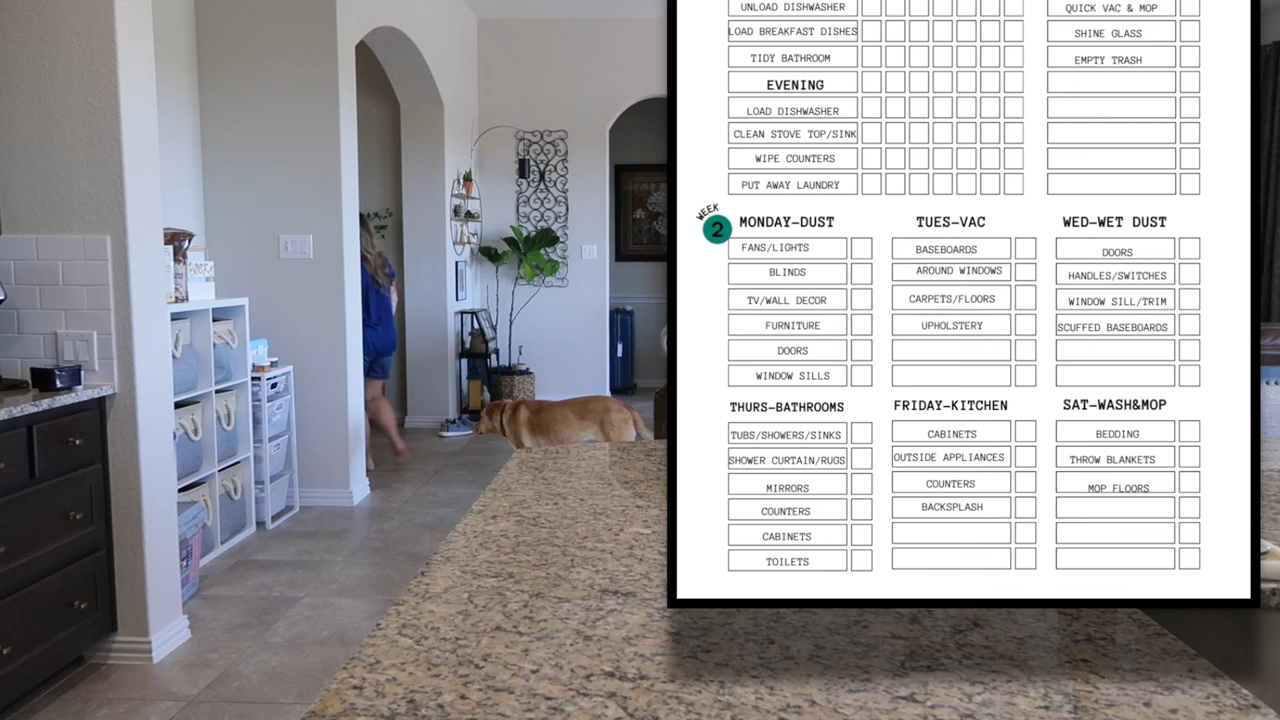 UNLOAD DISHWASHER
LOAD BREAKFAST DISHES
TIDY BATHROOM
EVENING
LOAD DISHWASHER
CLEAN STOVE TOP/SINK
WIPE COUNTERS
PUT AWAY LAUNDRY
QUICK VAC & MOP
SHINE GLASS
EMPTY TRASH
WEEK
2
MONDAY-DUST
FANS/LIGHTS
BLINDS
TV/WALL DECOR
FURNITURE
DOORS
WINDOW SILLS
TUES-VAC
BASEBOARDS
AROUND WINDOWS
CARPETS/FLOORS
UPHOLSTERY
WED-WET DUST
DOORS
HANDLES/SWITCHES
WINDOW SILL/TRIM
SCUFFED BASEBOARDS
THURS-BATHROOMS
TUBS/SHOWERS/SINKS
SHOWER CURTAIN/RUGS
MIRRORS
COUNTERS
CABINETS
TOILETS
FRIDAY-KITCHEN
CABINETS
OUTSIDE APPLIANCES
COUNTERS
BACKSPLASH
SAT-WASH&MOP
BEDDING
THROW BLANKETS
MOP FLOORS